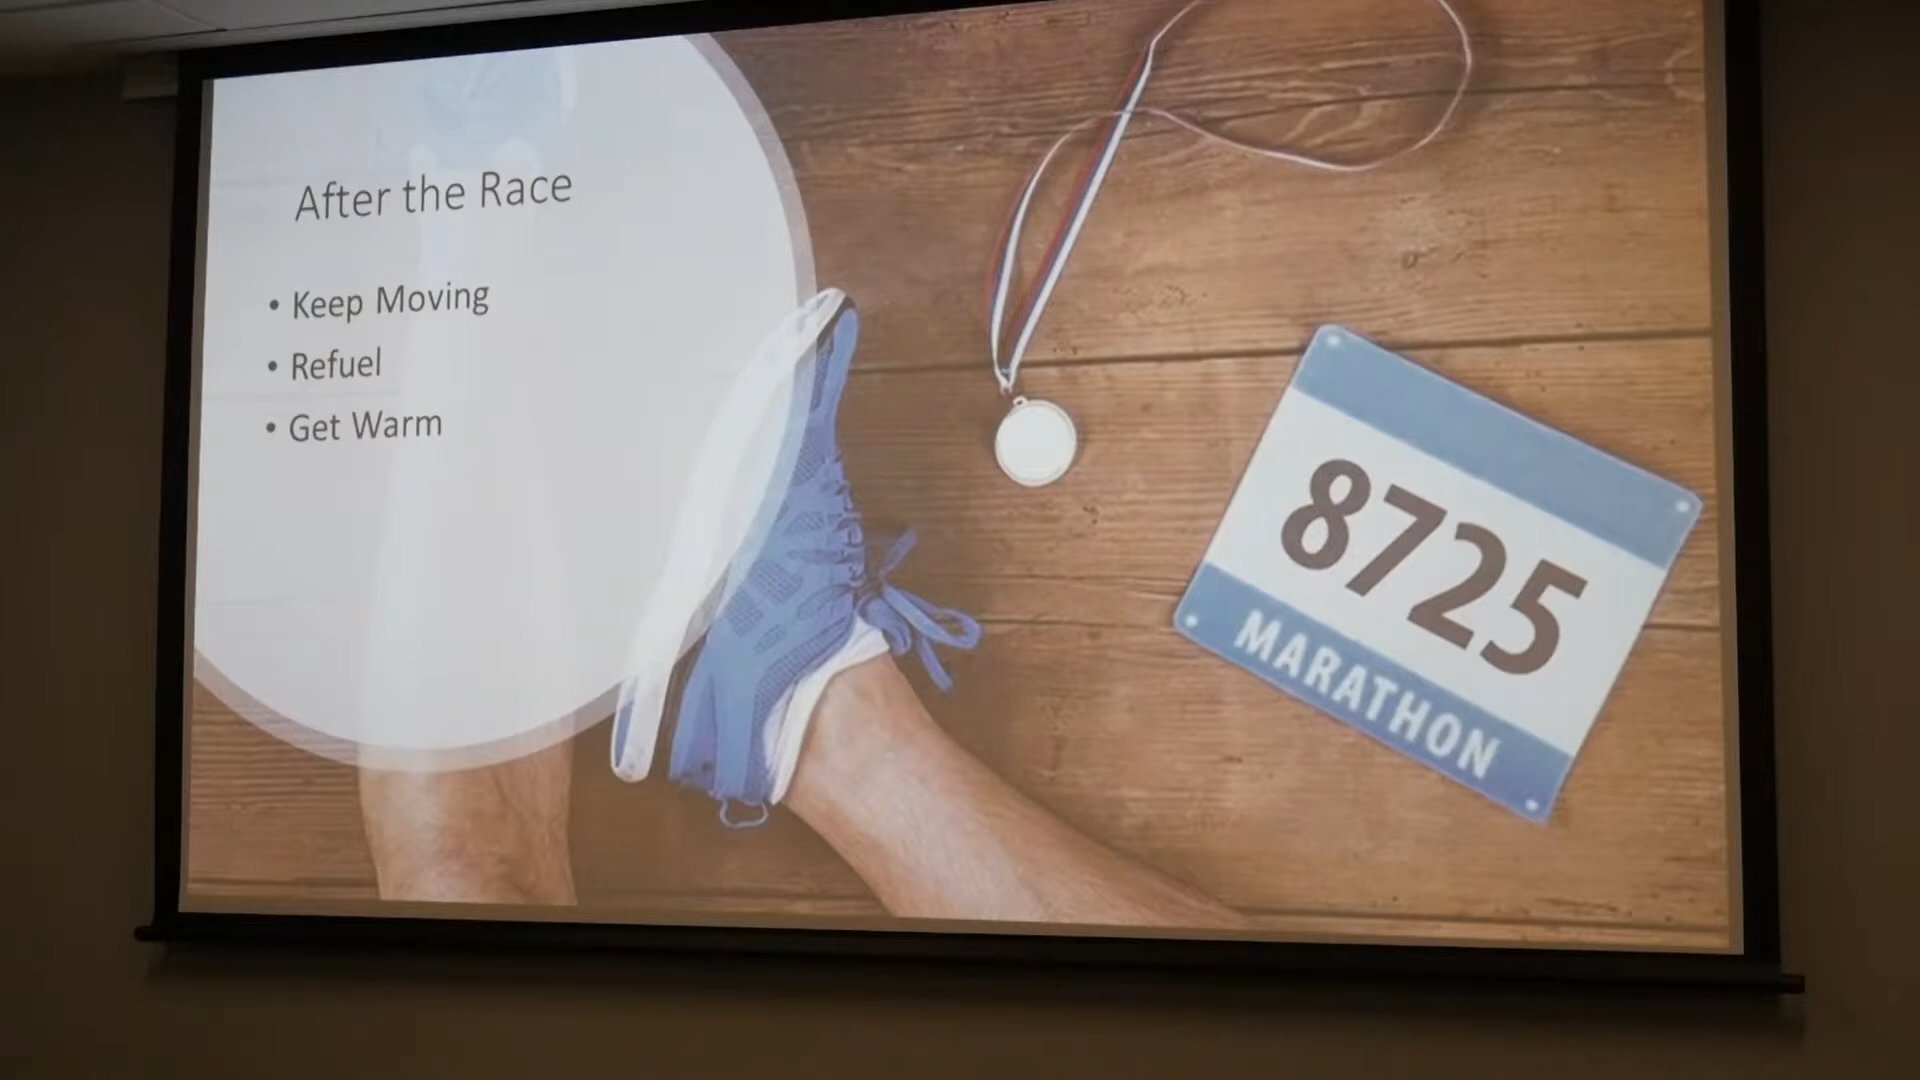 After the Race
• Keep Moving
• Refuel
• Get Warm
8725
MARATHON